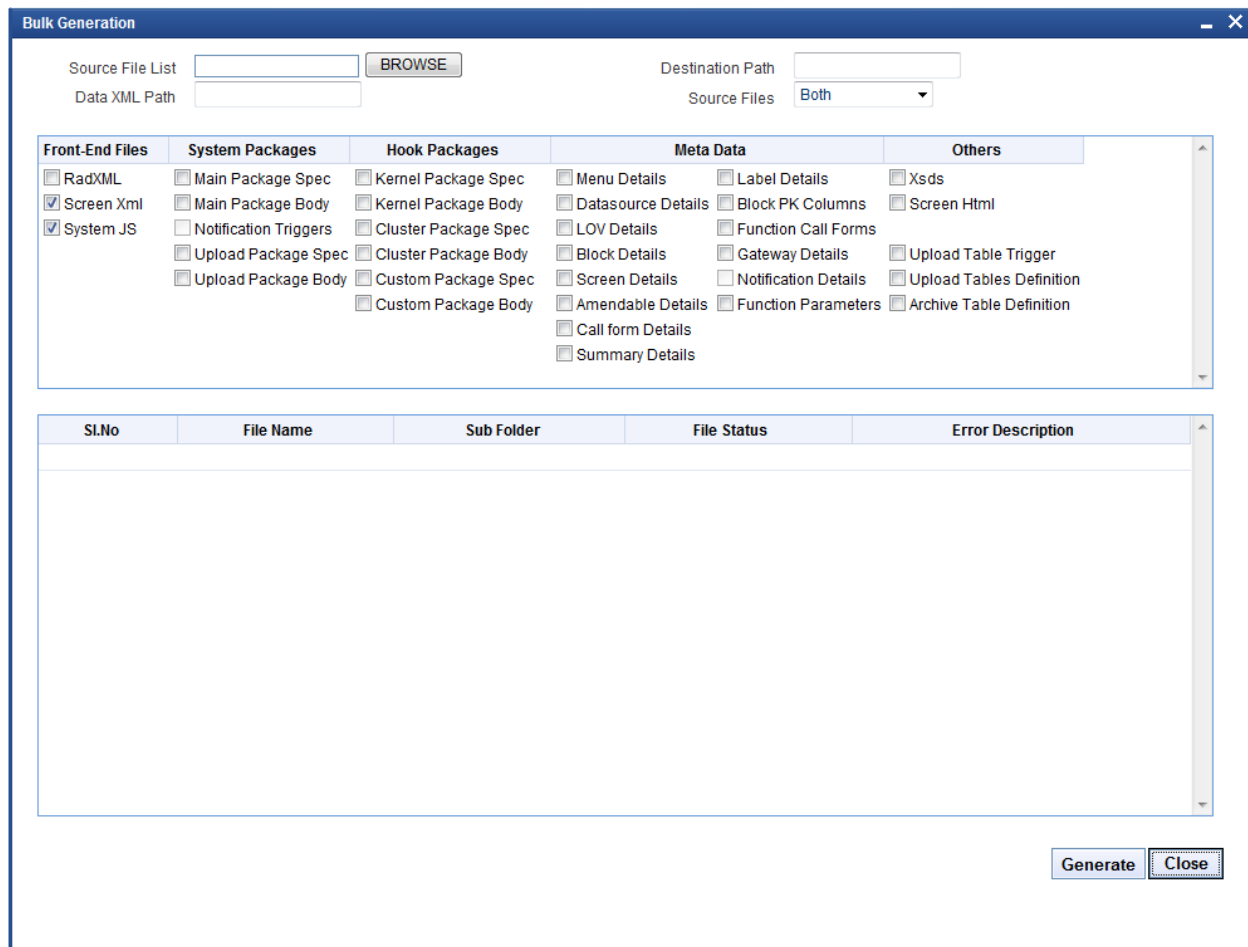 Bulk Generation
Source File List BROWSE Destination Path
Data XML Path Source Files Both
Front-End Files System Packages Hook Packages Meta Data Others
RadXML Main Package Spec Kernel Package Spec Menu Details Label Details Xsds
Screen Xml Main Package Body Kernel Package Body Datasource Details Block PK Columns Screen Html
System JS Notification Triggers Cluster Package Spec LOV Details Function Call Forms
Upload Package Spec Cluster Package Body Block Details Gateway Details Upload Table Trigger
Upload Package Body Custom Package Spec Screen Details Notification Details Upload Tables Definition
Custom Package Body Amendable Details Function Parameters Archive Table Definition
Call form Details
Summary Details
Sl.No File Name Sub Folder File Status Error Description
Generate Close